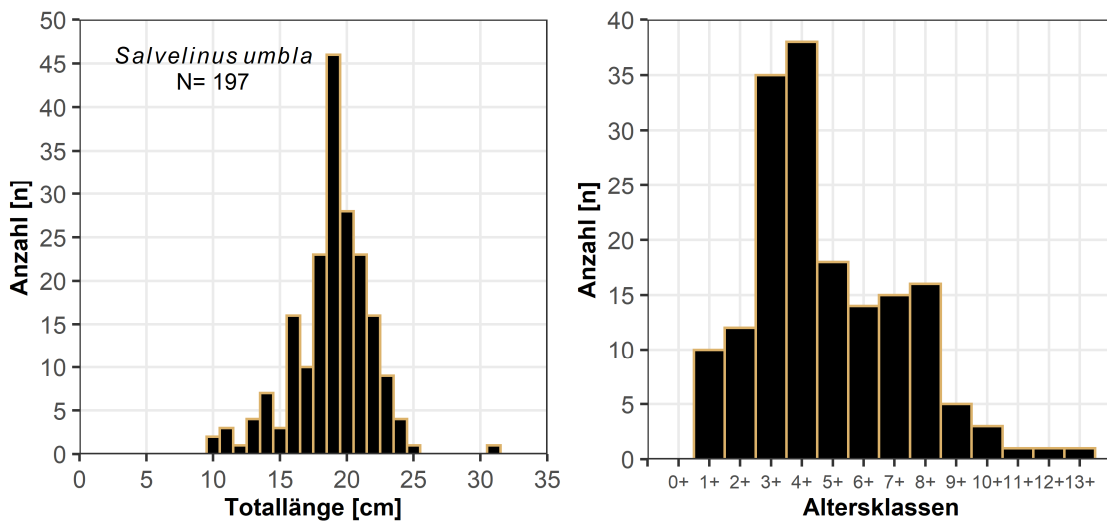 Salvelinus umbla
N= 197
Anzahl [n]
50
45
40
35
30
25
20
15
10
5
0
0 5 10 15 20 25 30 35
Totallänge [cm]
Anzahl [n]
40
35
30
25
20
15
10
5
0
0+ 1+ 2+ 3+ 4+ 5+ 6+ 7+ 8+ 9+ 10+ 11+ 12+ 13+
Altersklassen